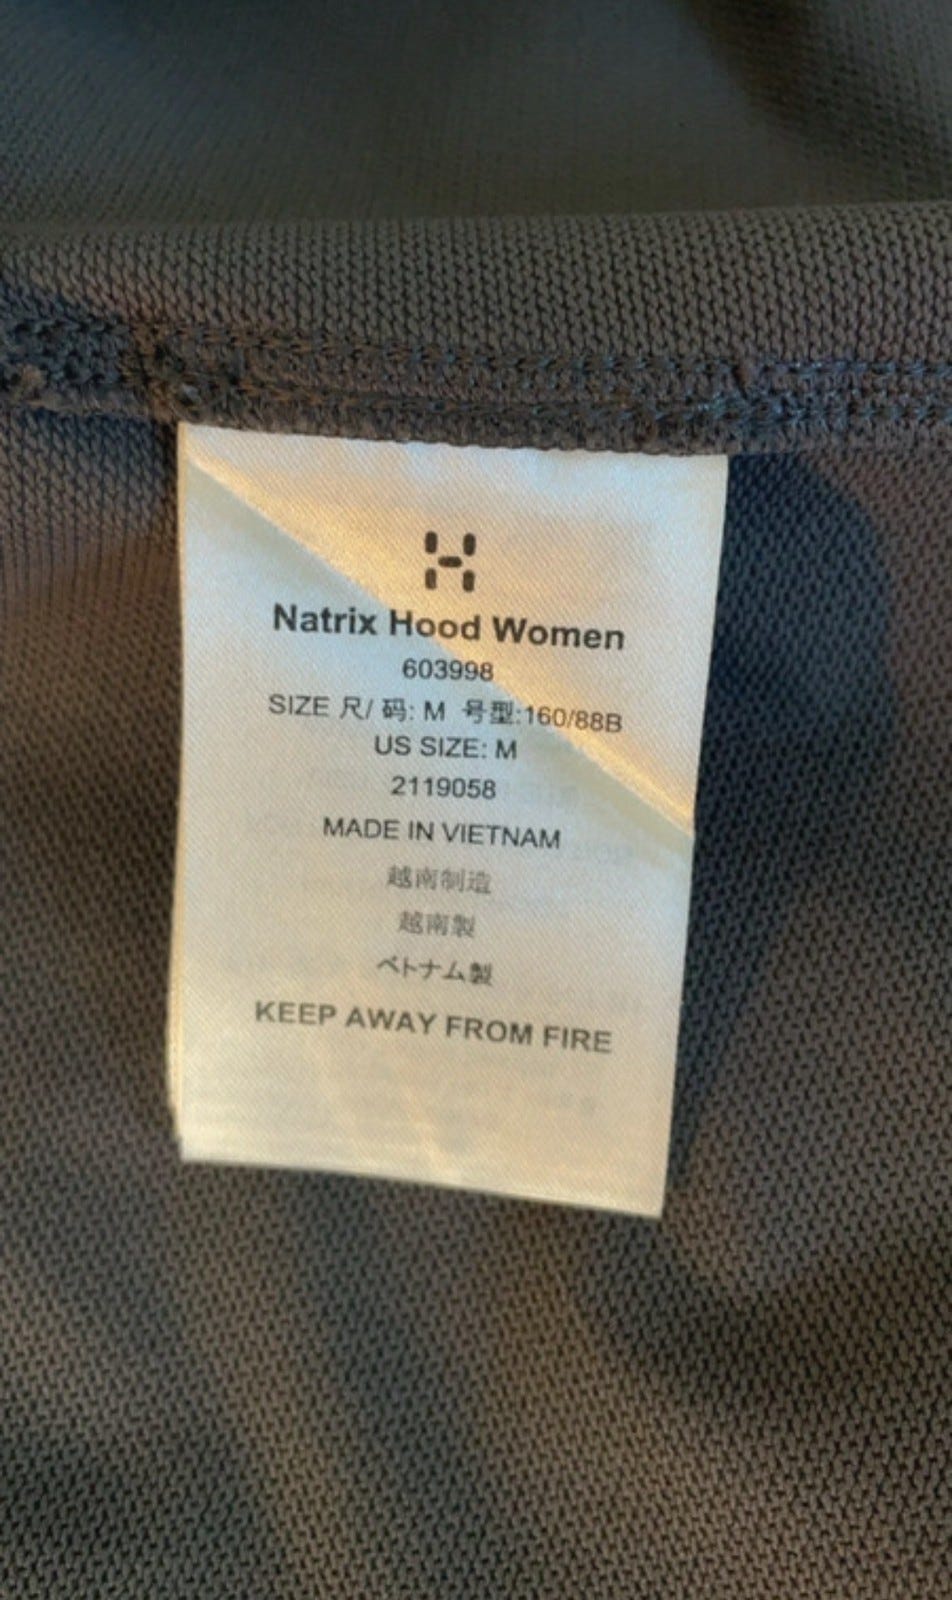 Natrix Hood Women
603998
SIZE 尺/ 码: M 号型:160/88B
US SIZE: M
2119058
MADE IN VIETNAM
越南制造
越南製
ベトナム製
KEEP AWAY FROM FIRE